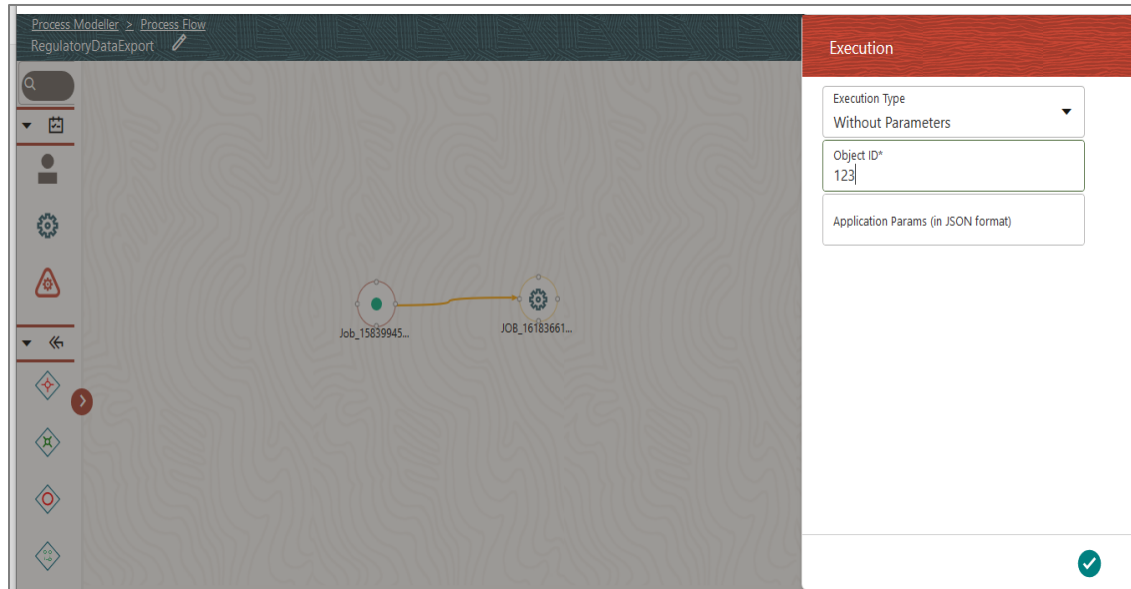 Process Modeller > Process Flow
RegulatoryDataExport
Execution
Execution Type
Without Parameters
Object ID*
123
Application Params (in JSON format)
Job_15839945...
JOB_16183661...